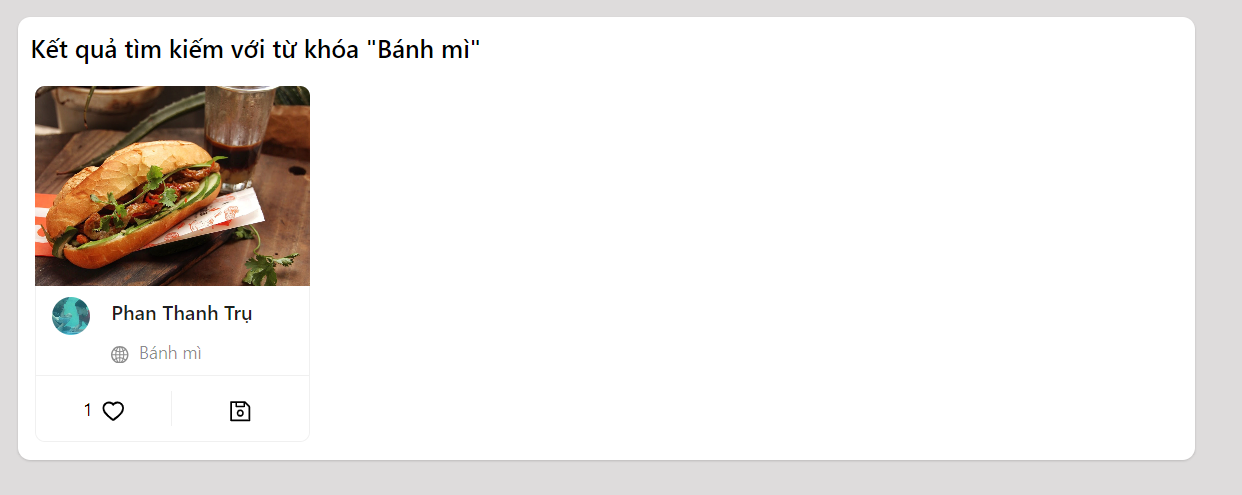 Kết quả tìm kiếm với từ khóa "Bánh mì"
Phan Thanh Trụ
Bánh mì
1